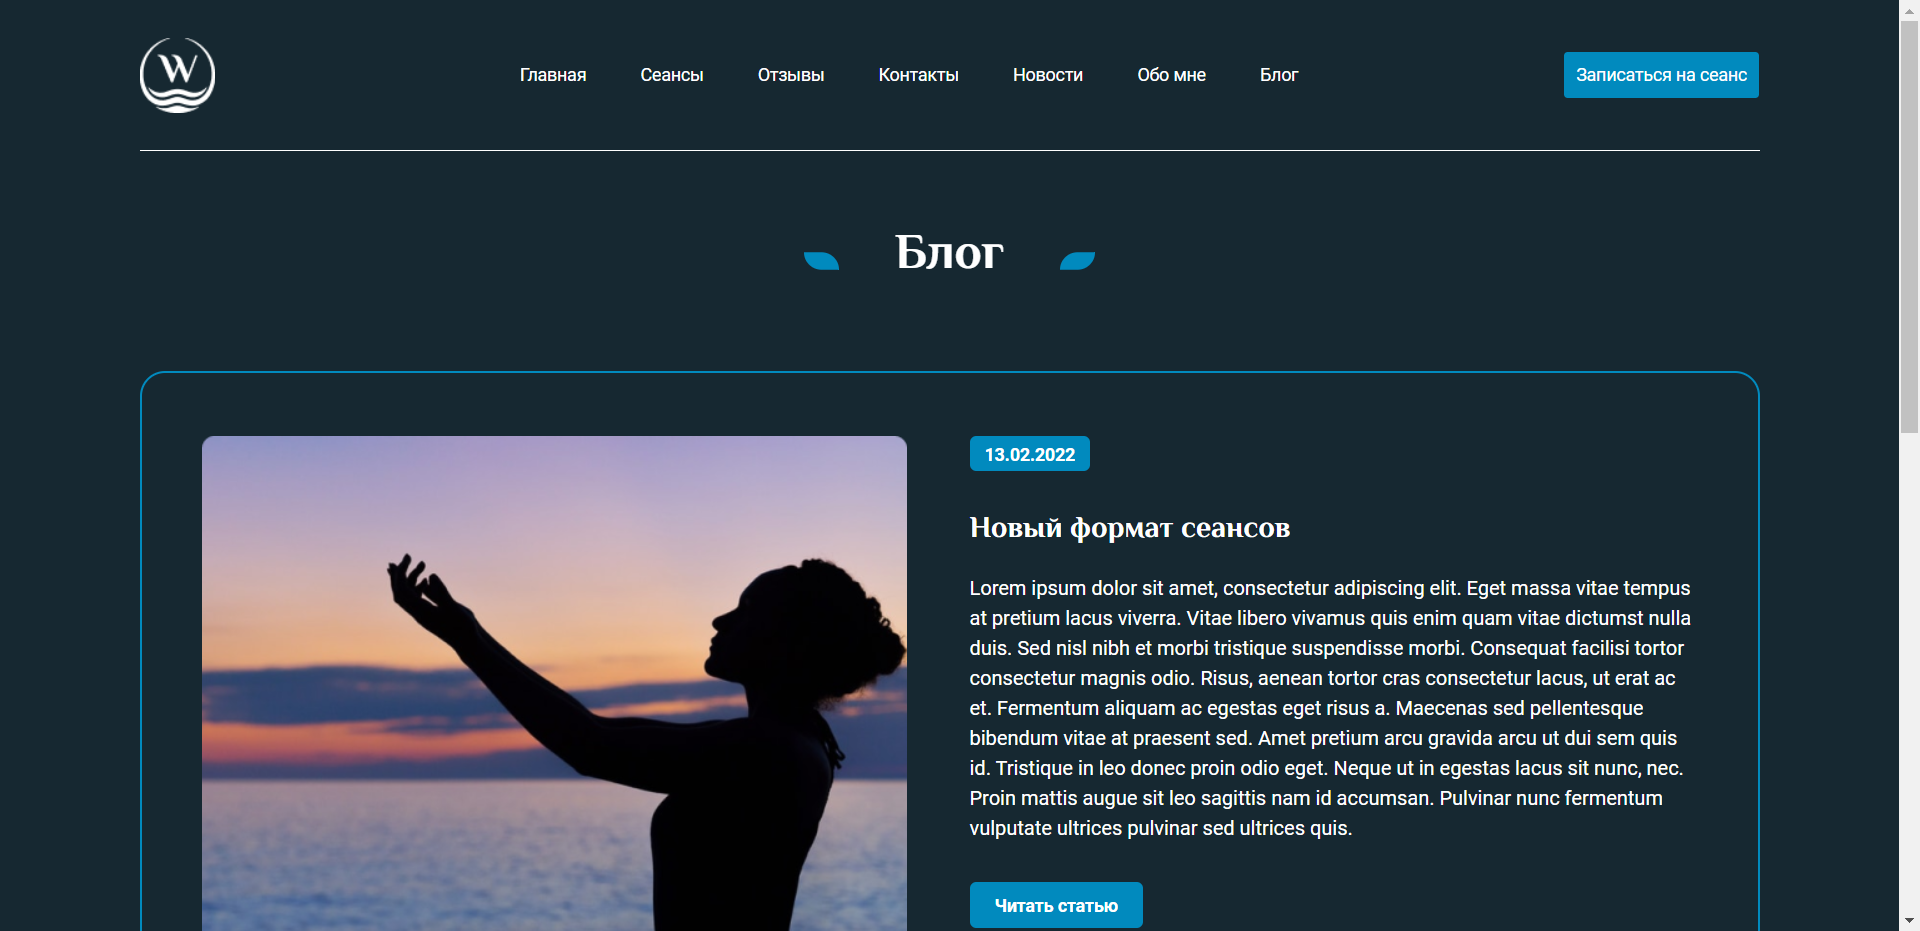 W
Главная Сеансы Отзывы Контакты Новости Обо мне Блог Записаться на сеанс
Блог
13.02.2022
Новый формат сеансов
Lorem ipsum dolor sit amet, consectetur adipiscing elit. Eget massa vitae tempus
at pretium lacus viverra. Vitae libero vivamus quis enim quam vitae dictumst nulla
duis. Sed nisl nibh et morbi tristique suspendisse morbi. Consequat facilisi tortor
consectetur magnis odio. Risus, aenean tortor cras consectetur lacus, ut erat ac
et. Fermentum aliquam ac egestas eget risus a. Maecenas sed pellentesque
bibendum vitae at praesent sed. Amet pretium arcu gravida arcu ut dui sem quis
id. Tristique in leo donec proin odio eget. Neque ut in egestas lacus sit nunc, nec.
Proin mattis augue sit leo sagittis nam id accumsan. Pulvinar nunc fermentum
vulputate ultrices pulvinar sed ultrices quis.
Читать статью